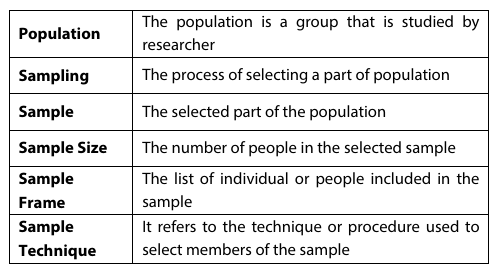 Population
The population is a group that is studied by
researcher
Sampling
The process of selecting a part of population
Sample
The selected part of the population
Sample Size
The number of people in the selected sample
Sample
Frame
The list of individual or people included in the
sample
Sample
Technique
It refers to the technique or procedure used to
select members of the sample